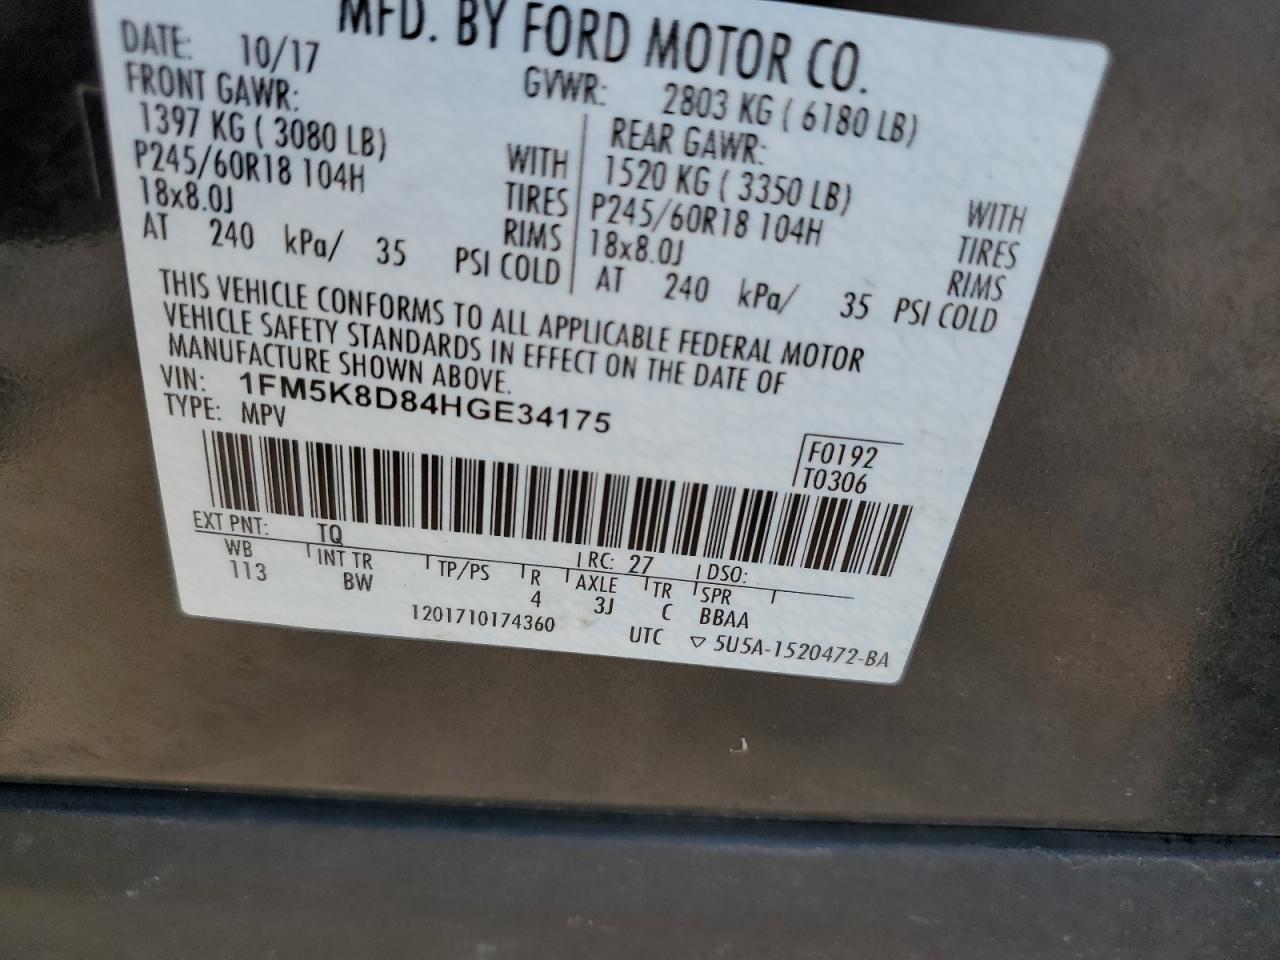 MFD. BY FORD MOTOR CO.
DATE: 10/17 GVWR: 2803 KG ( 6180 LB)
FRONT GAWR: REAR GAWR:
1397 KG ( 3080 LB) WITH 1520 KG ( 3350 LB) WITH
P245/60R18 104H TIRES P245/60R18 104H TIRES
18x8.0J RIMS 18x8.0J RIMS
AT 240 kPa/ 35 PSI COLD AT 240 kPa/ 35 PSI COLD
THIS VEHICLE CONFORMS TO ALL APPLICABLE FEDERAL MOTOR
VEHICLE SAFETY STANDARDS IN EFFECT ON THE DATE OF
MANUFACTURE SHOWN ABOVE.
VIN: 1FM5K8D84HGE34175
TYPE: MPV
F0192
T0306
EXT PNT: TQ RC: 27 DSO:
WB INT TR TP/PS R AXLE TR SPR
113 BW 4 3J C BBAA
1201710174360 UTC ▽ 5U5A-1520472-BA